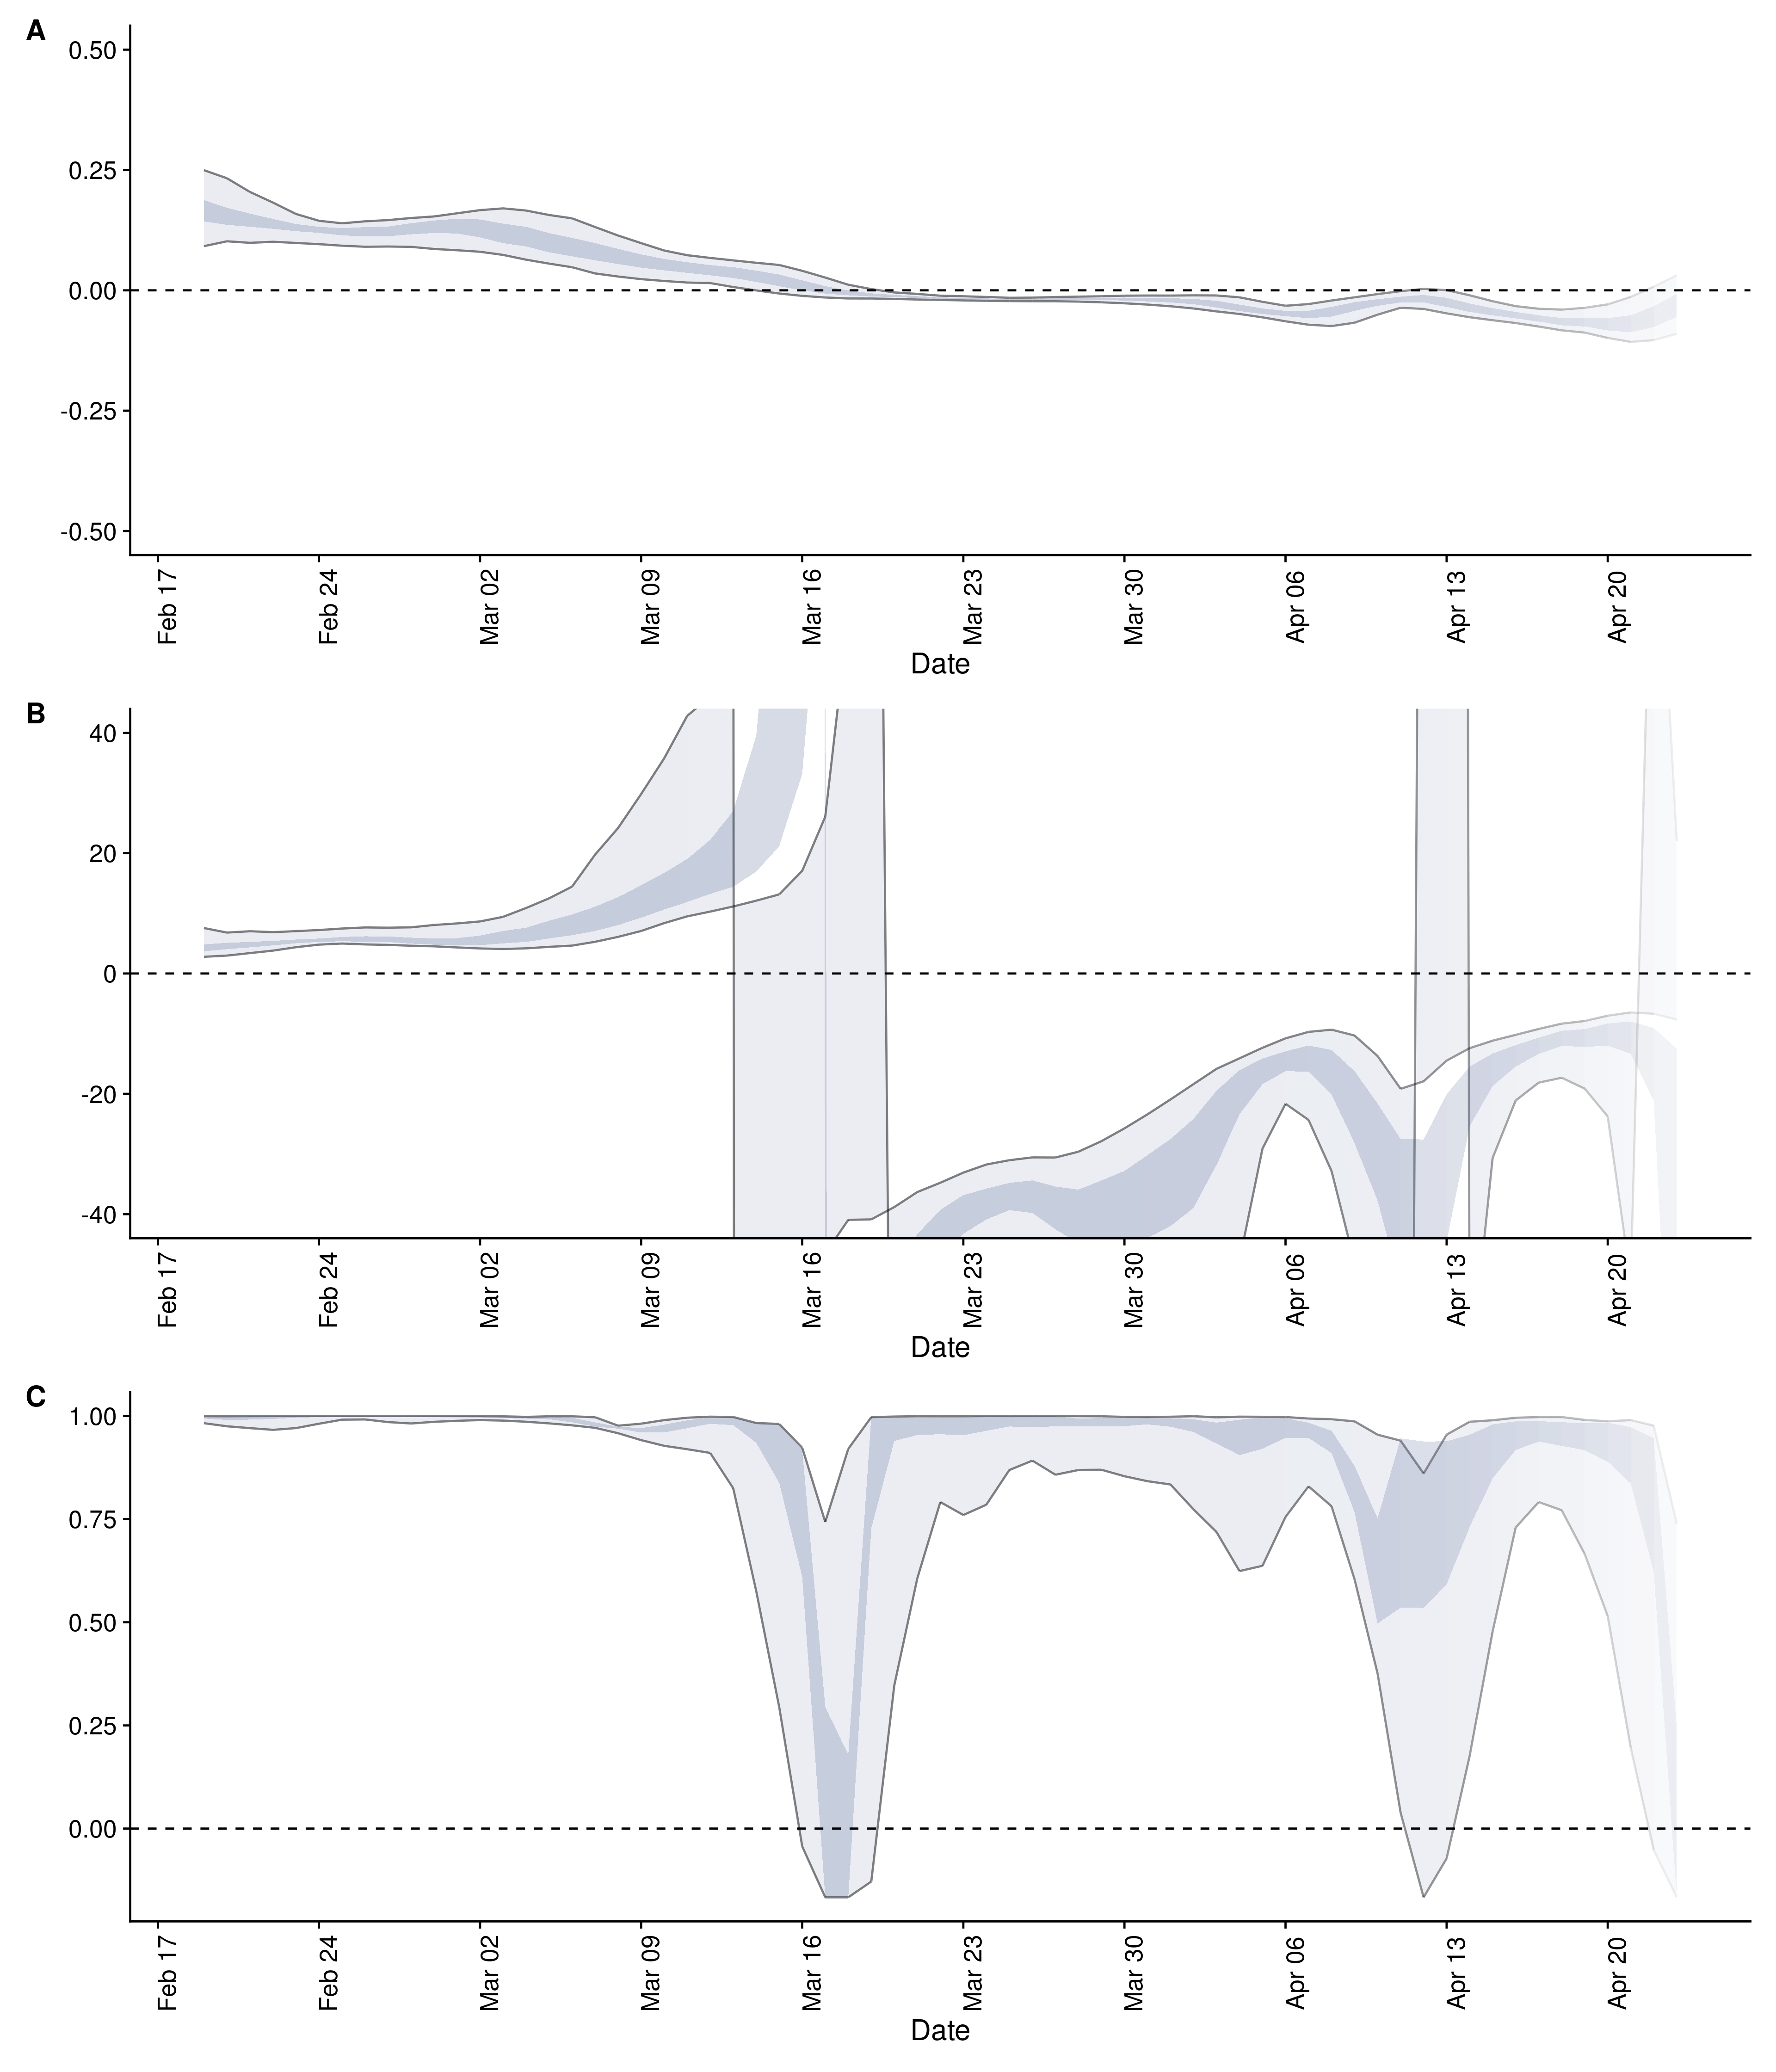 A
0.50
0.25
0.00
-0.25
-0.50
Feb 17
Feb 24
Mar 02
Mar 09
Mar 16
Mar 23
Mar 30
Apr 06
Apr 13
Apr 20
Date
B
40
20
0
-20
-40
Feb 17
Feb 24
Mar 02
Mar 09
Mar 16
Mar 23
Mar 30
Apr 06
Apr 13
Apr 20
Date
C
1.00
0.75
0.50
0.25
0.00
Feb 17
Feb 24
Mar 02
Mar 09
Mar 16
Mar 23
Mar 30
Apr 06
Apr 13
Apr 20
Date